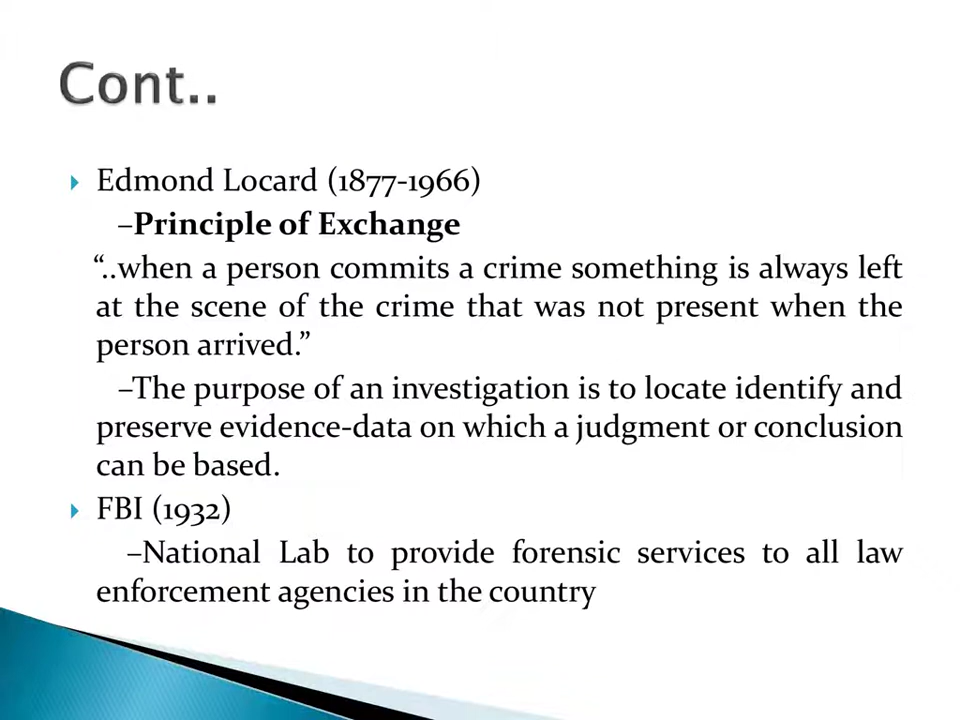 Cont..
Edmond Locard (1877-1966)
–Principle of Exchange
“..when a person commits a crime something is always left
at the scene of the crime that was not present when the
person arrived.”
–The purpose of an investigation is to locate identify and
preserve evidence-data on which a judgment or conclusion
can be based.
FBI (1932)
–National Lab to provide forensic services to all law
enforcement agencies in the country